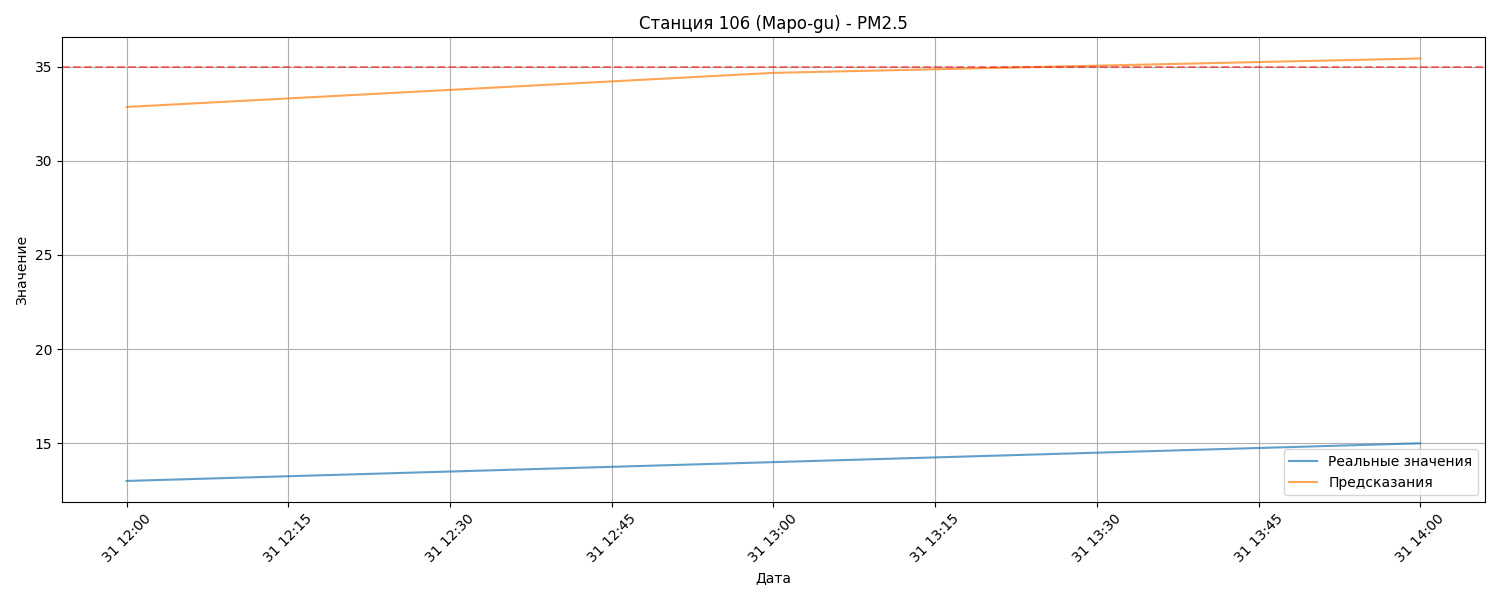 Станция 106 (Mapo-gu) - PM2.5
Значение
35
30
25
20
15
Реальные значения
Предсказания
31 12:00
31 12:15
31 12:30
31 12:45
31 13:00
31 13:15
31 13:30
31 13:45
31 14:00
Дата